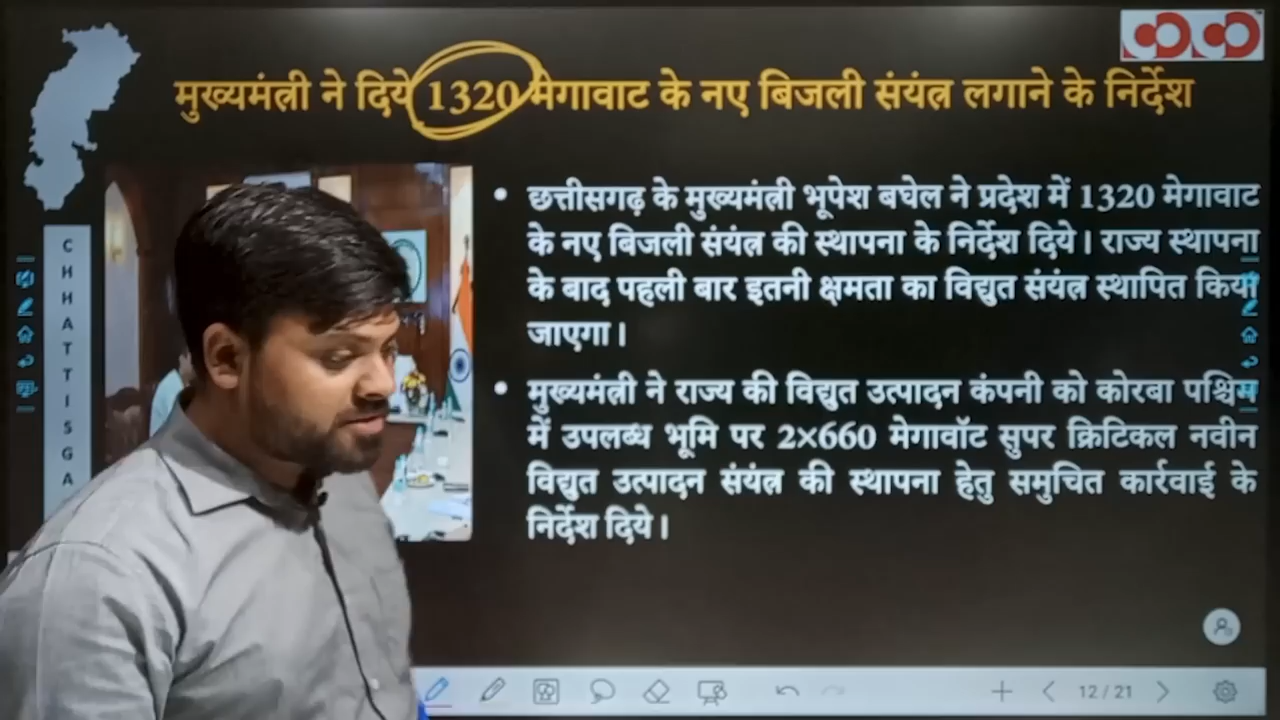 मुख्यमंत्री ने दिये 1320 मेगावाट के नए बिजली संयंत्र लगाने के निर्देश
• छत्तीसगढ़ के मुख्यमंत्री भूपेश बघेल ने प्रदेश में 1320 मेगावाट
के नए बिजली संयंत्र की स्थापना के निर्देश दिये। राज्य स्थापना
के बाद पहली बार इतनी क्षमता का विद्युत संयंत्र स्थापित किया
जाएगा।
• मुख्यमंत्री ने राज्य की विद्युत उत्पादन कंपनी को कोरबा पश्चिम
में उपलब्ध भूमि पर 2×660 मेगावॉट सुपर क्रिटिकल नवीन
विद्युत उत्पादन संयंत्र की स्थापना हेतु समुचित कार्रवाई के
निर्देश दिये।
C
H
H
A
T
T
I
S
G
A
12 / 21